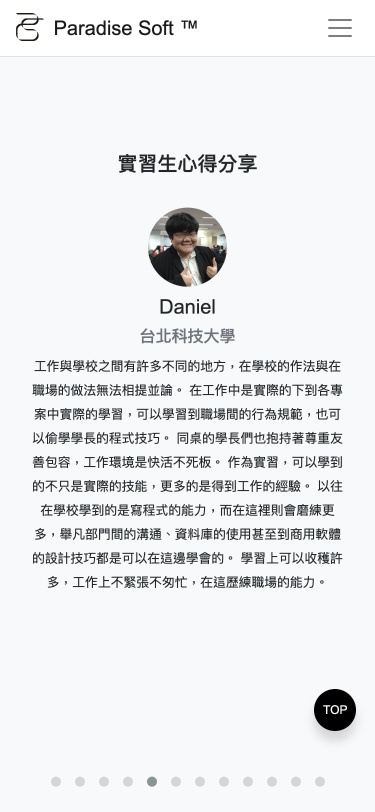 Paradise Soft ™
實習生心得分享
Daniel
台北科技大學
工作與學校之間有許多不同的地方，在學校的作法與在
職場的做法無法相提並論。 在工作中是實際的下到各專
案中實際的學習，可以學習到職場間的行為規範，也可
以偷學學長的程式技巧。 同桌的學長們也抱持著尊重友
善包容，工作環境是快活不死板。 作為實習，可以學到
的不只是實際的技能，更多的是得到工作的經驗。 以往
在學校學到的是寫程式的能力，而在這裡則會磨練更
多，舉凡部門間的溝通、資料庫的使用甚至到商用軟體
的設計技巧都是可以在這邊學會的。 學習上可以收穫許
多，工作上不緊張不匆忙，在這歷練職場的能力。
TOP